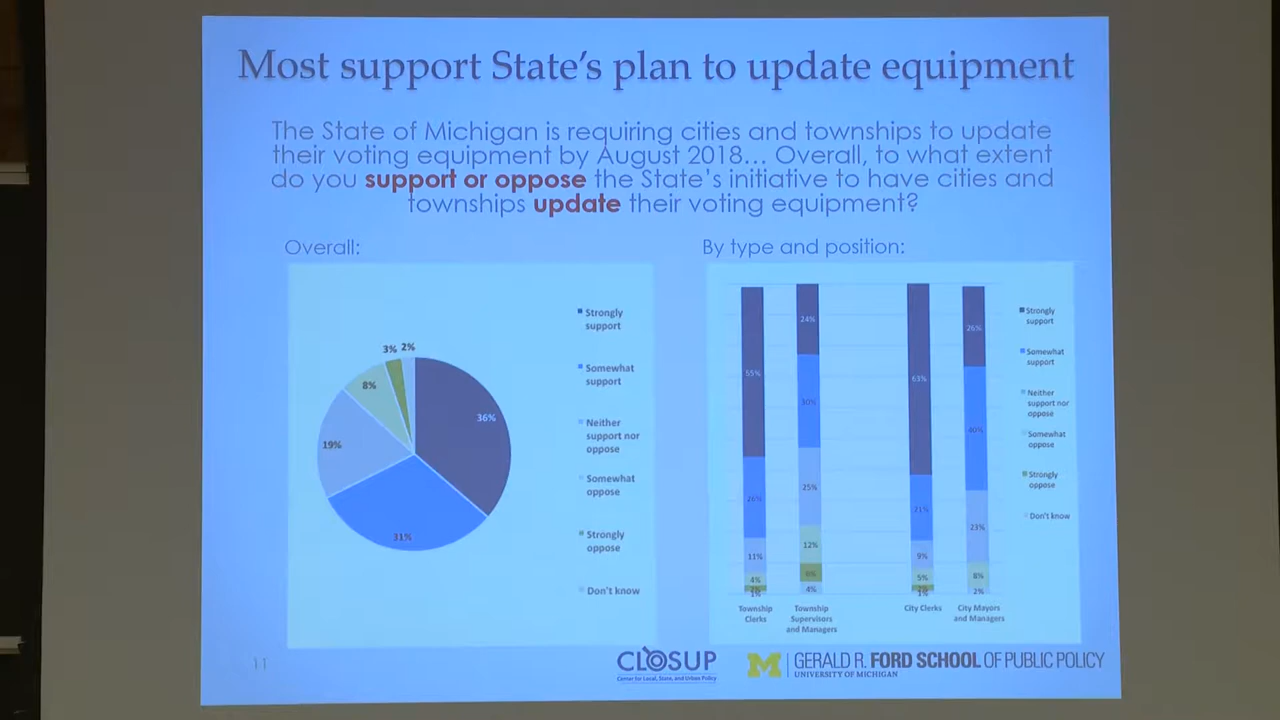 Most support State's plan to update equipment
The State of Michigan is requiring cities and townships to update
their voting equipment by August 2018... Overall, to what extent
do you support or oppose the State's initiative to have cities and
townships update their voting equipment?
Overall:
3% 2%
8%
36%
19%
31%
Strongly
support
Somewhat
support
Neither
support nor
oppose
Somewhat
oppose
Strongly
oppose
Don't know
By type and position:
55%
26%
11%
4%
2%
1%
Township
Clerks
24%
30%
25%
12%
6%
4%
Township
Supervisors
and Managers
63%
21%
9%
5%
2%
1%
City Clerks
26%
40%
23%
8%
2%
City Mayors
and Managers
Strongly
support
Somewhat
support
Neither
support nor
oppose
Somewhat
oppose
Strongly
oppose
Don't know
11
CLOSUP
Center for Local, State, and Urban Policy
M
GERALD R. FORD SCHOOL OF PUBLIC POLICY
UNIVERSITY OF MICHIGAN